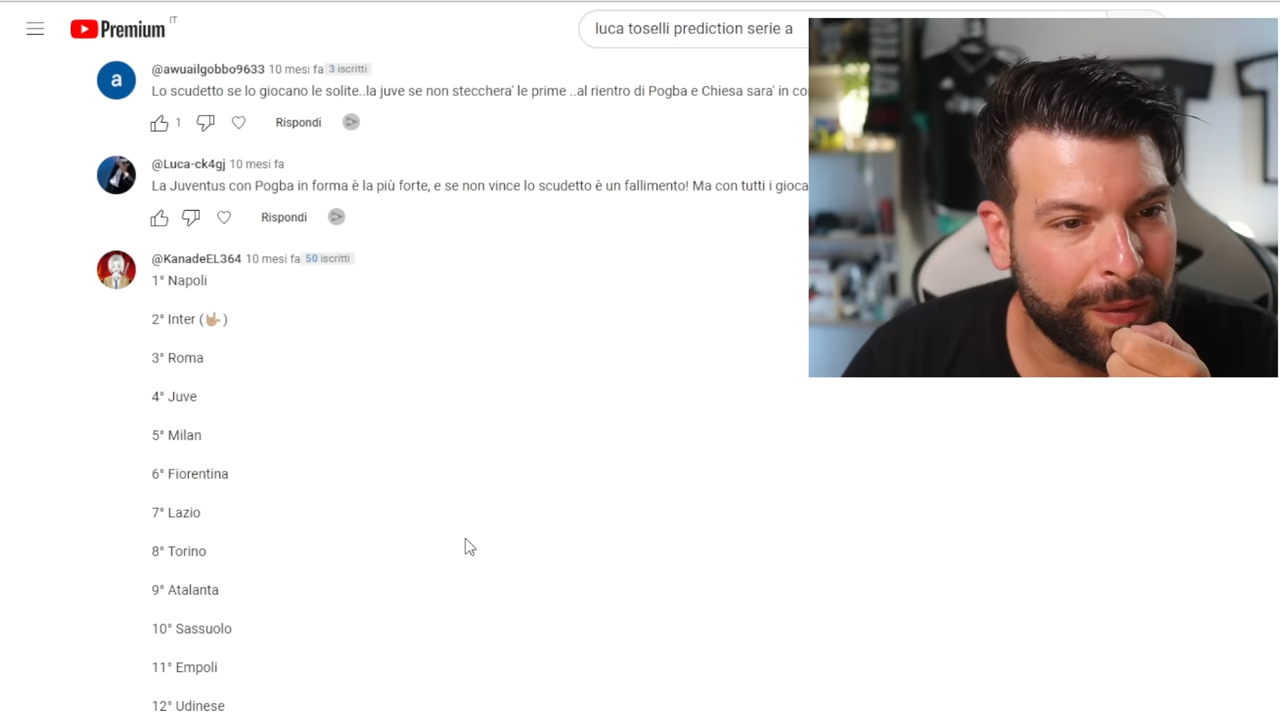 Premium IT
luca toselli prediction serie a
a
@awuailgobbo9633 10 mesi fa 3 iscritti
Lo scudetto se lo giocano le solite..la juve se non stecchera' le prime ..al rientro di Pogba e Chiesa sara' in
1
Rispondi
@Luca-ck4gj 10 mesi fa
La Juventus con Pogba in forma è la più forte, e se non vince lo scudetto è un fallimento! Ma con tutti i
Rispondi
@KanadeEL364 10 mesi fa 50 iscritti
1° Napoli
2° Inter (🤟🏼)
3° Roma
4° Juve
5° Milan
6° Fiorentina
7° Lazio
8° Torino
9° Atalanta
10° Sassuolo
11° Empoli
12° Udinese